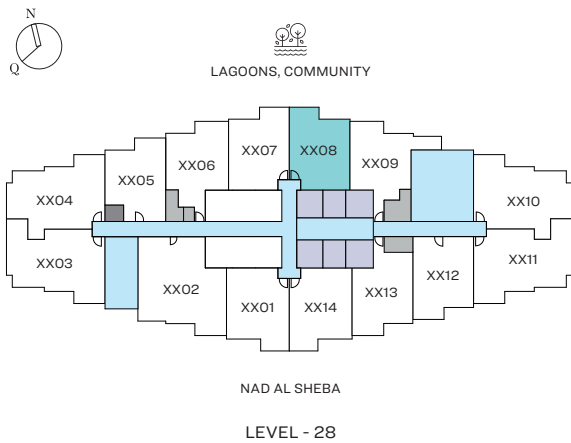 N
Q
LAGOONS, COMMUNITY
XX07
XX08
XX06
XX09
XX05
XX04
XX10
XX03
XX11
XX02
XX12
XX01
XX14
XX13
NAD AL SHEBA
LEVEL - 28